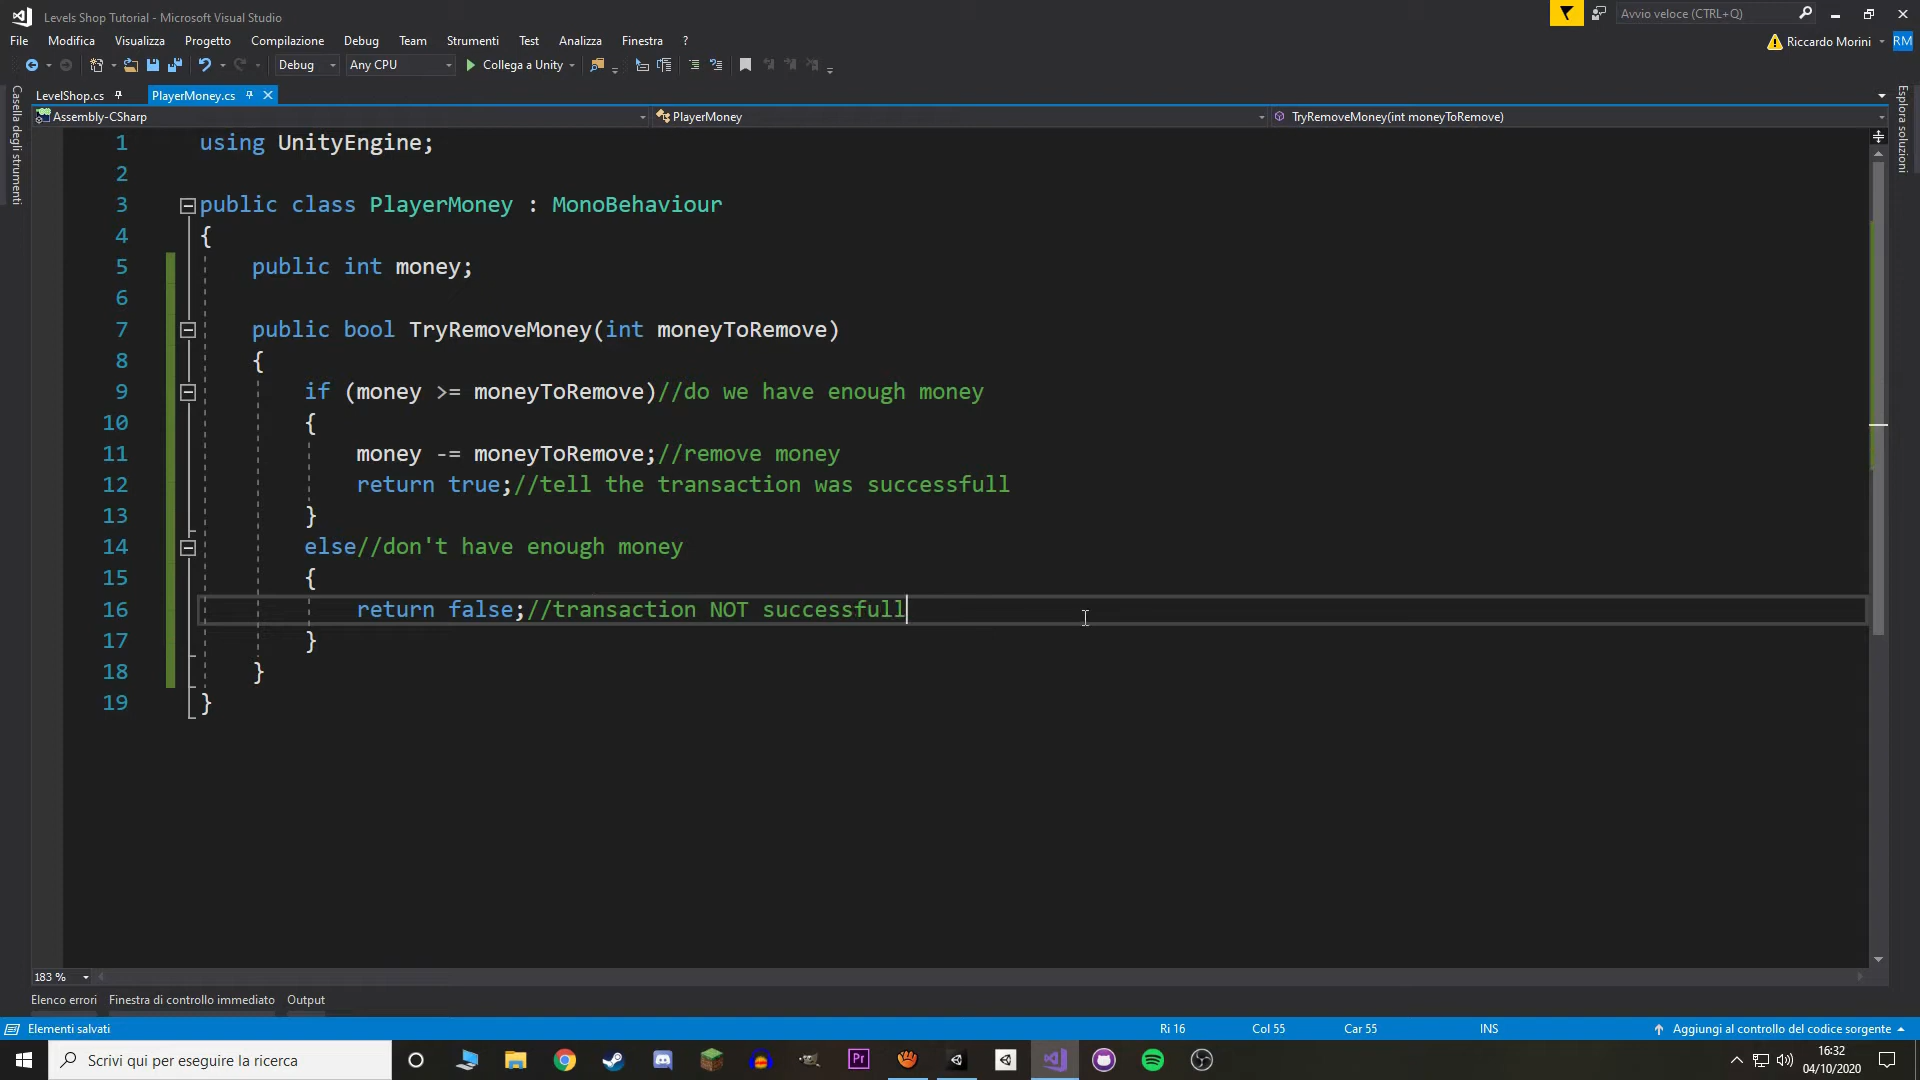 Levels Shop Tutorial - Microsoft Visual Studio
Avvio veloce (CTRL+Q)
File Modifica Visualizza Progetto Compilazione Debug Team Strumenti Test Analizza Finestra ?
Riccardo Morini RM
Debug Any CPU Collega a Unity
LevelShop.cs PlayerMoney.cs
Assembly-CSharp PlayerMoney TryRemoveMoney(int moneyToRemove)
Casella degli strumenti
Esplora soluzioni
1 using UnityEngine;
2
3 public class PlayerMoney : MonoBehaviour
4 {
5 public int money;
6
7 public bool TryRemoveMoney(int moneyToRemove)
8 {
9 if (money >= moneyToRemove)//do we have enough money
10 {
11 money -= moneyToRemove;//remove money
12 return true;//tell the transaction was successfull
13 }
14 else//don't have enough money
15 {
16 return false;//transaction NOT successfull
17 }
18 }
19 }
183 %
Elenco errori Finestra di controllo immediato Output
Elementi salvati Ri 16 Col 55 Car 55 INS Aggiungi al controllo del codice sorgente
Scrivi qui per eseguire la ricerca
Pr
16:32
04/10/2020